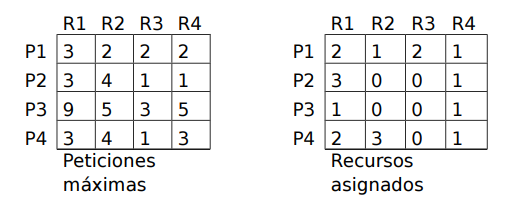 R1 R2 R3 R4 R1 R2 R3 R4
P1 3 2 2 2 P1 2 1 2 1
P2 3 4 1 1 P2 3 0 0 1
P3 9 5 3 5 P3 1 0 0 1
P4 3 4 1 3 P4 2 3 0 1
Peticiones Recursos
máximas asignados